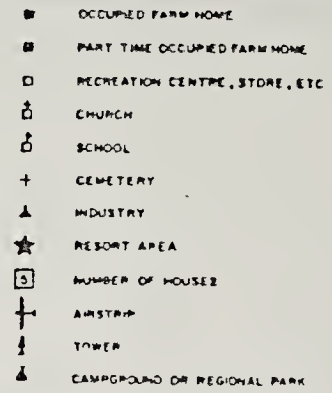 OCCUPIED FARM HOME
PART TIME OCCUPIED FARM HOME
RECREATION CENTRE, STORE, ETC
CHURCH
SCHOOL
CEMETERY
INDUSTRY
RESORT AREA
5 NUMBER OF HOUSES
AIRSTRIP
TOWER
CAMPGROUND OR REGIONAL PARK